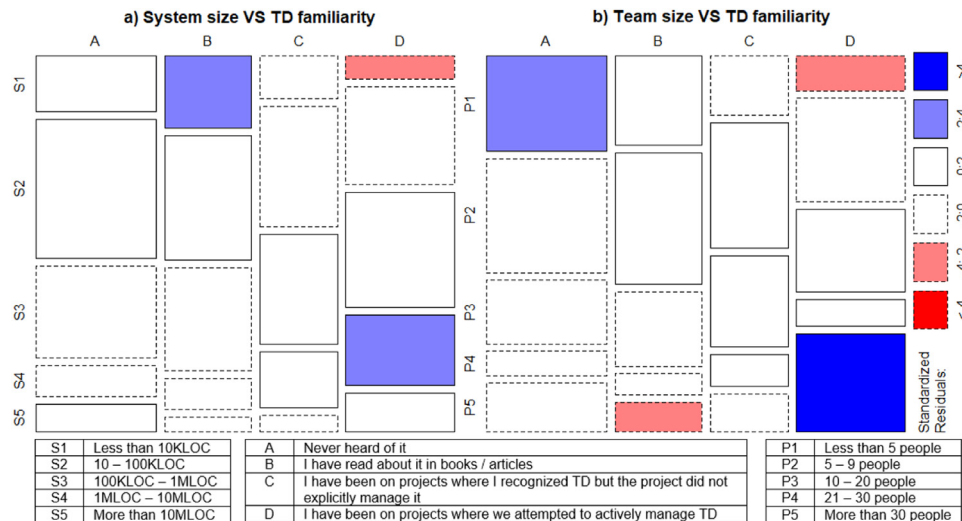 a) System size VS TD familiarity
b) Team size VS TD familiarity
A B C D
A B C D
S1
S2
S3
S4
S5
P1
P2
P3
P4
P5
Standardized
Residuals:
S1 Less than 10KLOC
S2 10 – 100KLOC
S3 100KLOC – 1MLOC
S4 1MLOC – 10MLOC
S5 More than 10MLOC
A Never heard of it
B I have read about it in books / articles
C I have been on projects where I recognized TD but the project did not
explicitly manage it
D I have been on projects where we attempted to actively manage TD
P1 Less than 5 people
P2 5 – 9 people
P3 10 – 20 people
P4 21 – 30 people
P5 More than 30 people